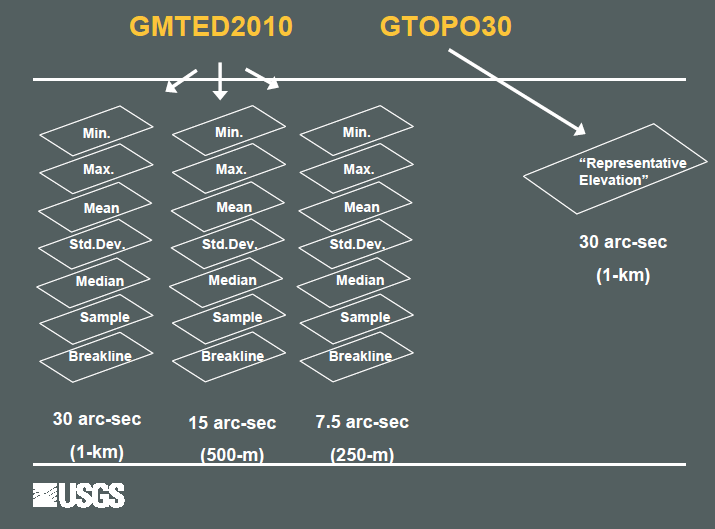 GMTED2010
GTOPO30
Min.
Max.
Mean
Std.Dev.
Median
Sample
Breakline
30 arc-sec
(1-km)
Min.
Max.
Mean
Std.Dev.
Median
Sample
Breakline
15 arc-sec
(500-m)
Min.
Max.
Mean
Std.Dev.
Median
Sample
Breakline
7.5 arc-sec
(250-m)
“Representative
Elevation”
30 arc-sec
(1-km)
USGS